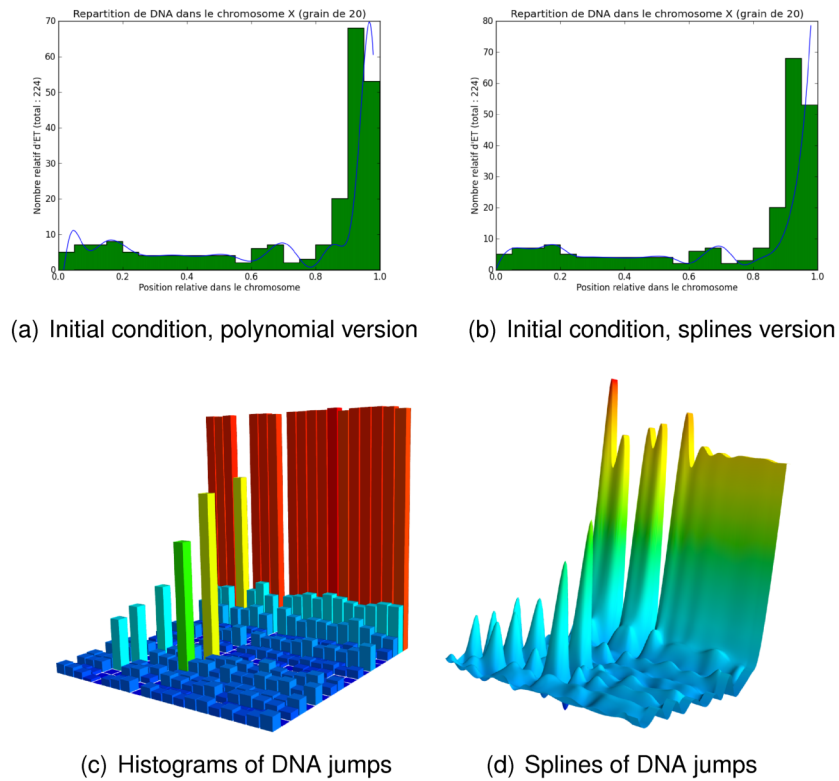 Repartition de DNA dans le chromosome X (grain de 20)
Nombre relatif d'ET (total : 224)
70
60
50
40
30
20
10
0
0.0 0.2 0.4 0.6 0.8 1.0
Position relative dans le chromosome
(a) Initial condition, polynomial version
Repartition de DNA dans le chromosome X (grain de 20)
Nombre relatif d'ET (total : 224)
80
70
60
50
40
30
20
10
0
0.0 0.2 0.4 0.6 0.8 1.0
Position relative dans le chromosome
(b) Initial condition, splines version
(c) Histograms of DNA jumps
(d) Splines of DNA jumps